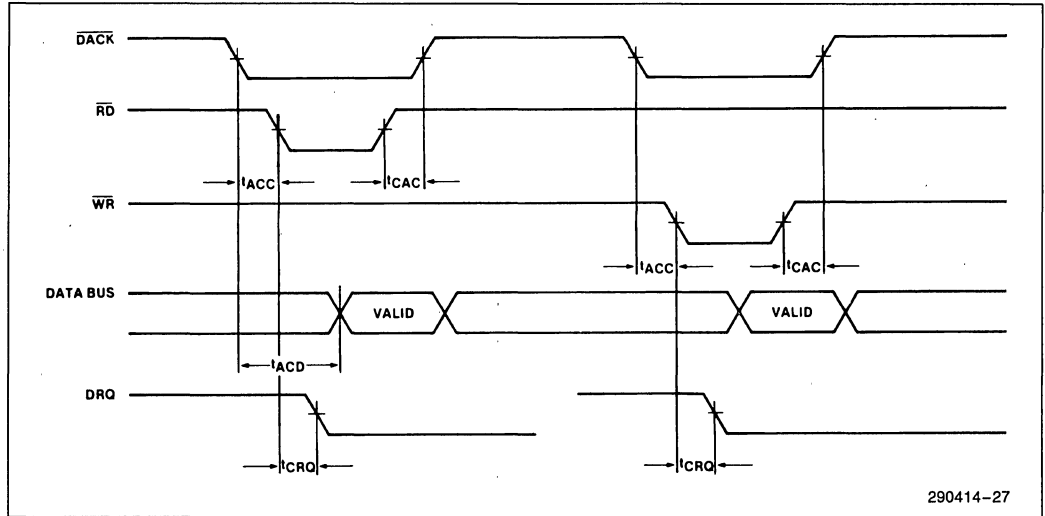 DACK
RD
tACC
tCAC
WR
tACC
tCAC
DATA BUS
VALID
VALID
tACD
DRQ
tCRQ
tCRQ
290414-27